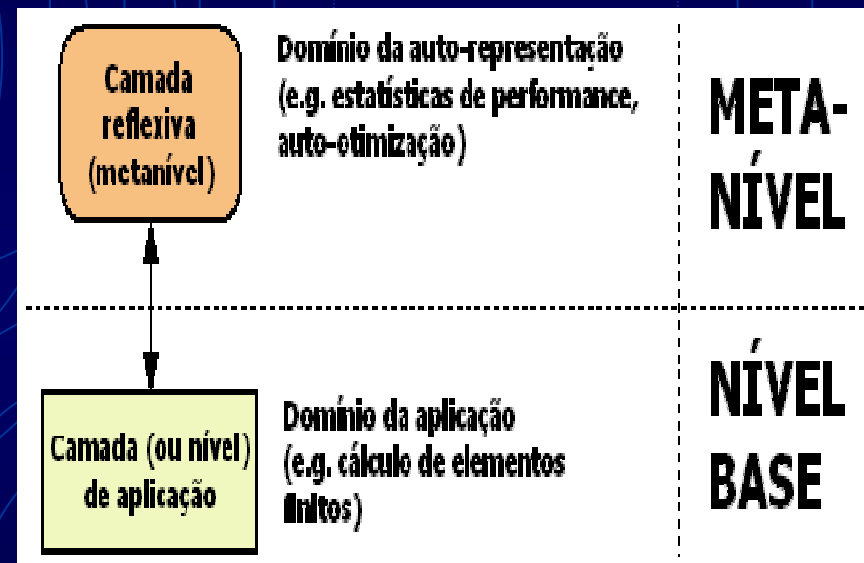 Camada
reflexiva
(metanível)
Domínio da auto-representação
(e.g. estatísticas de performance,
auto-otimização)
META-
NÍVEL
Camada (ou nível)
de aplicação
Domínio da aplicação
(e.g. cálculo de elementos
finitos)
NÍVEL
BASE